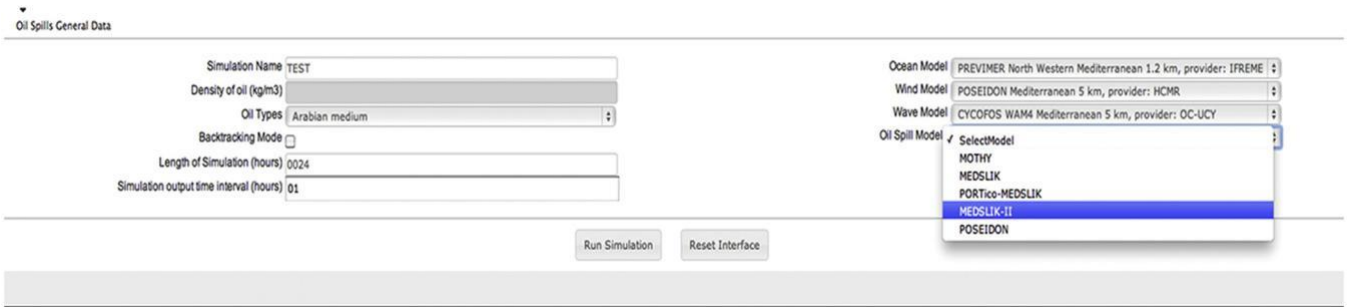 Oil Spills General Data
Simulation Name TEST
Density of oil (kg/m3)
Oil Types Arabian medium
Backtracking Mode
Length of Simulation (hours) 0024
Simulation output time interval (hours) 01
Ocean Model PREVIMER North Western Mediterranean 1.2 km, provider: IFREME
Wind Model POSEIDON Mediterranean 5 km, provider: HCMR
Wave Model CYCOFOS WAM4 Mediterranean 5 km, provider: OC-UCY
Oil Spill Model ✓ SelectModel
MOTHY
MEDSLIK
PORTico-MEDSLIK
MEDSLIK-II
POSEIDON
Run Simulation Reset Interface